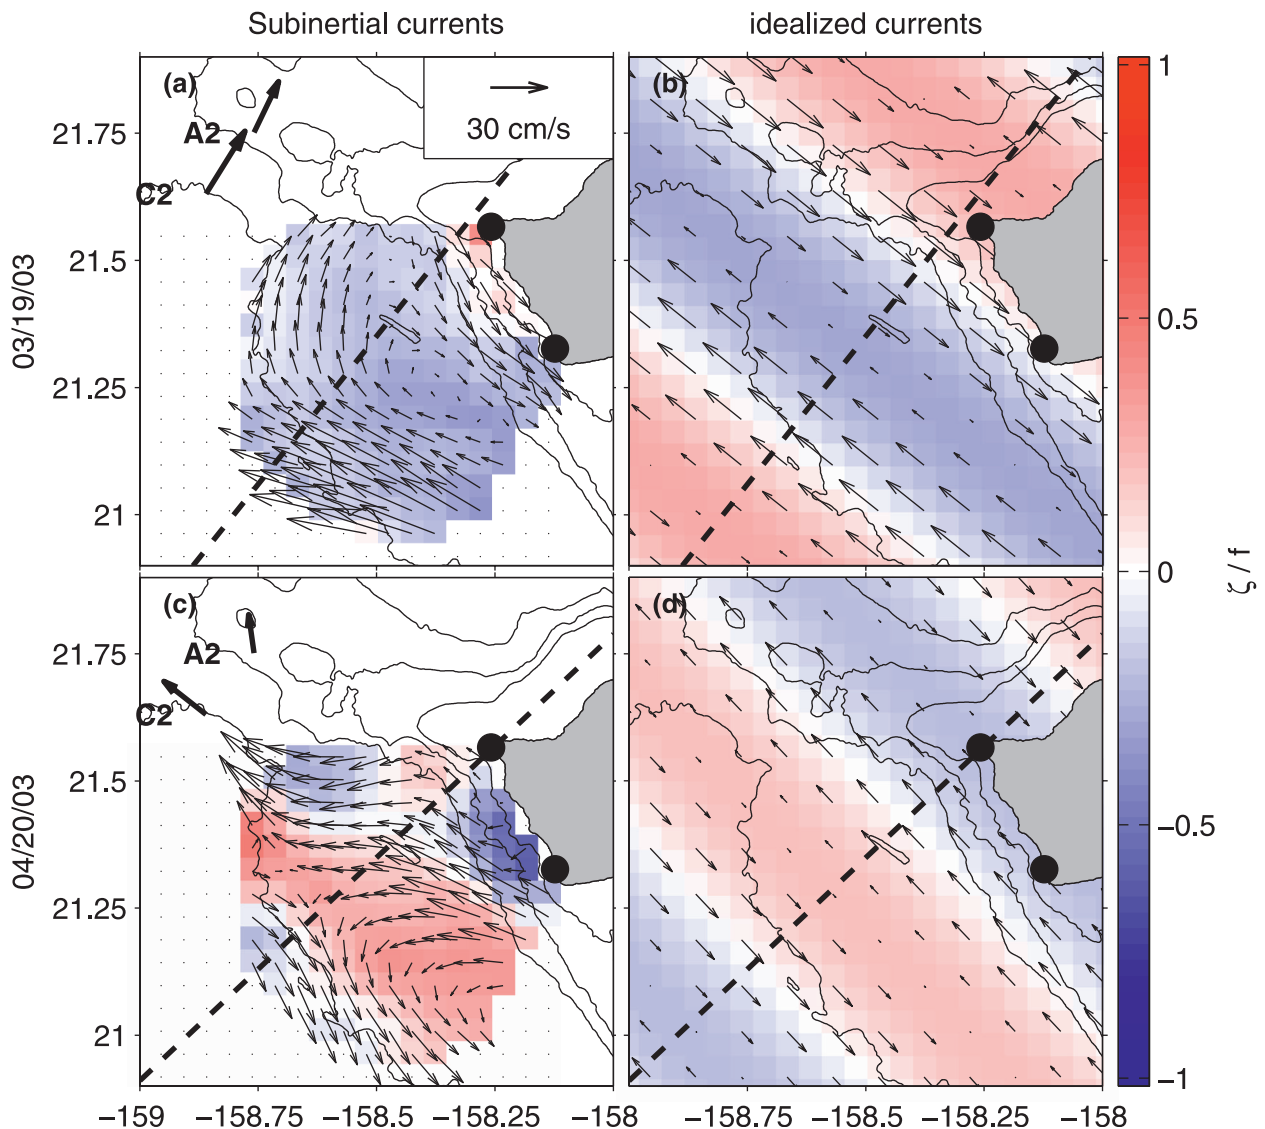 Subinertial currents
idealized currents
(a)
30 cm/s
A2
C2
21.75
21.5
21.25
21
03/19/03
(b)
1
0.5
0
−0.5
−1
ζ / f
(c)
A2
C2
21.75
21.5
21.25
21
04/20/03
(d)
−159 −158.75 −158.5 −158.25 −158
−158.75 −158.5 −158.25 −158